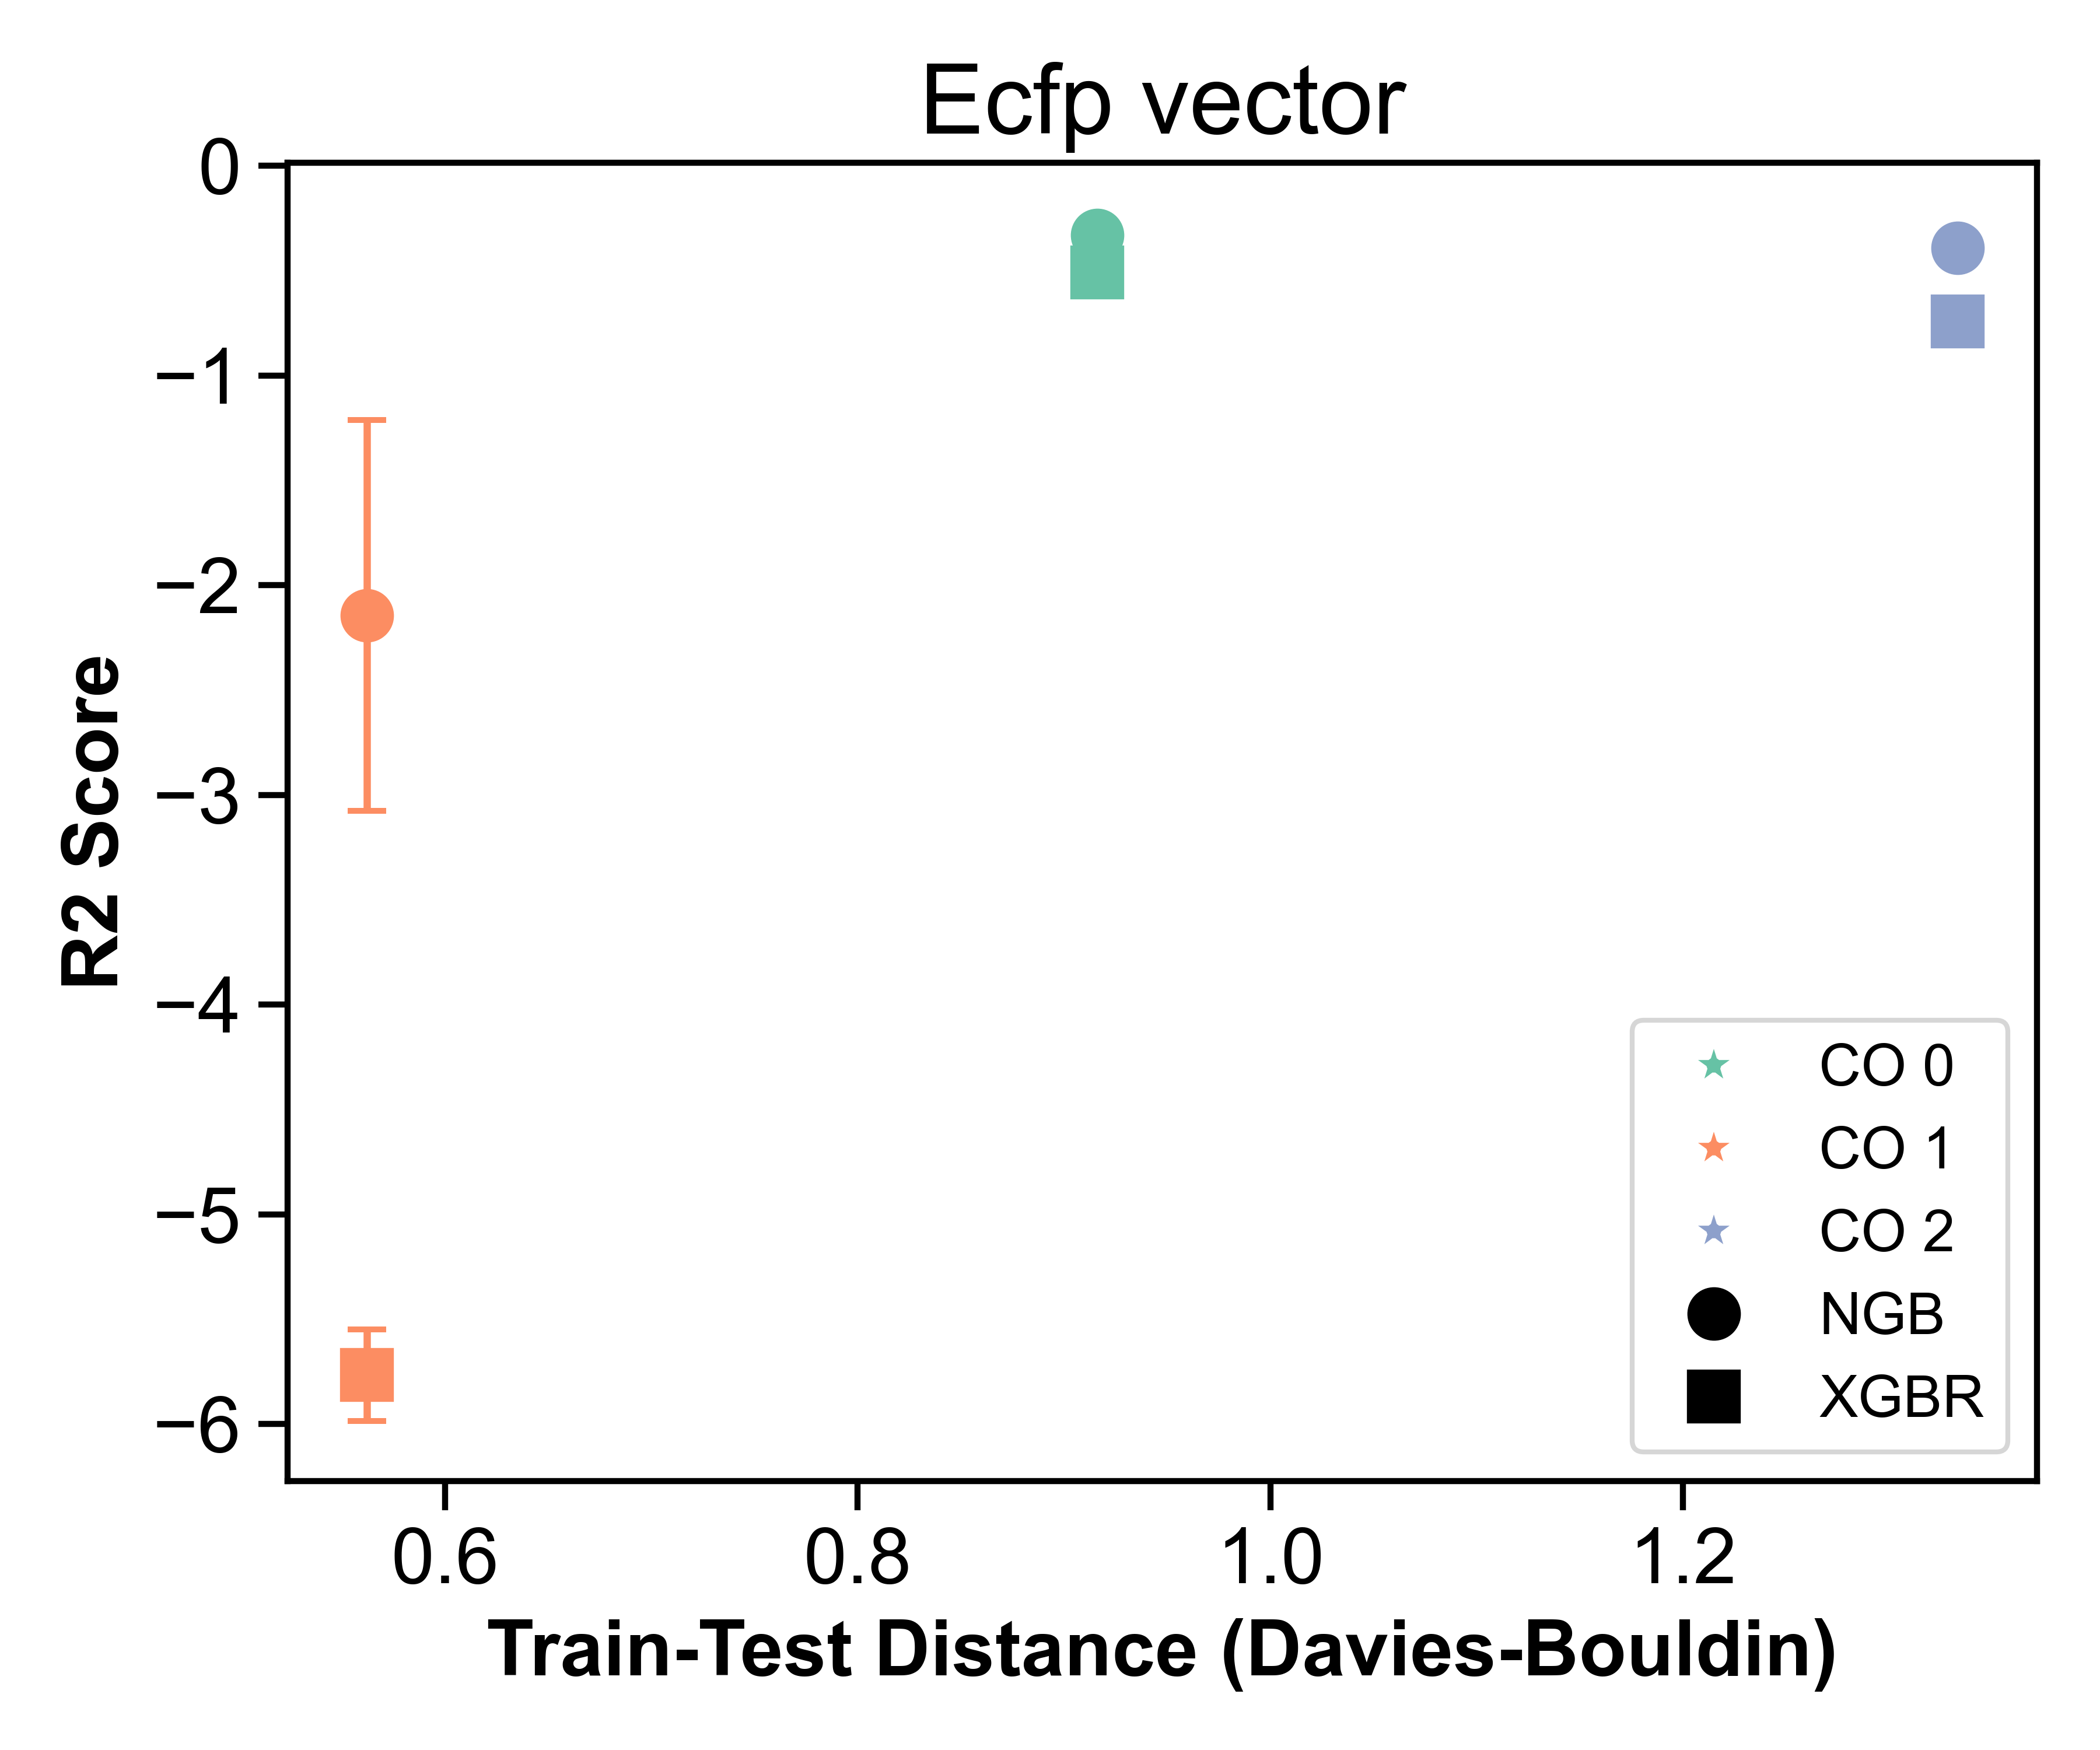 Ecfp vector
0
−1
−2
−3
−4
−5
−6
R2 Score
CO 0
CO 1
CO 2
NGB
XGBR
0.6
0.8
1.0
1.2
Train-Test Distance (Davies-Bouldin)